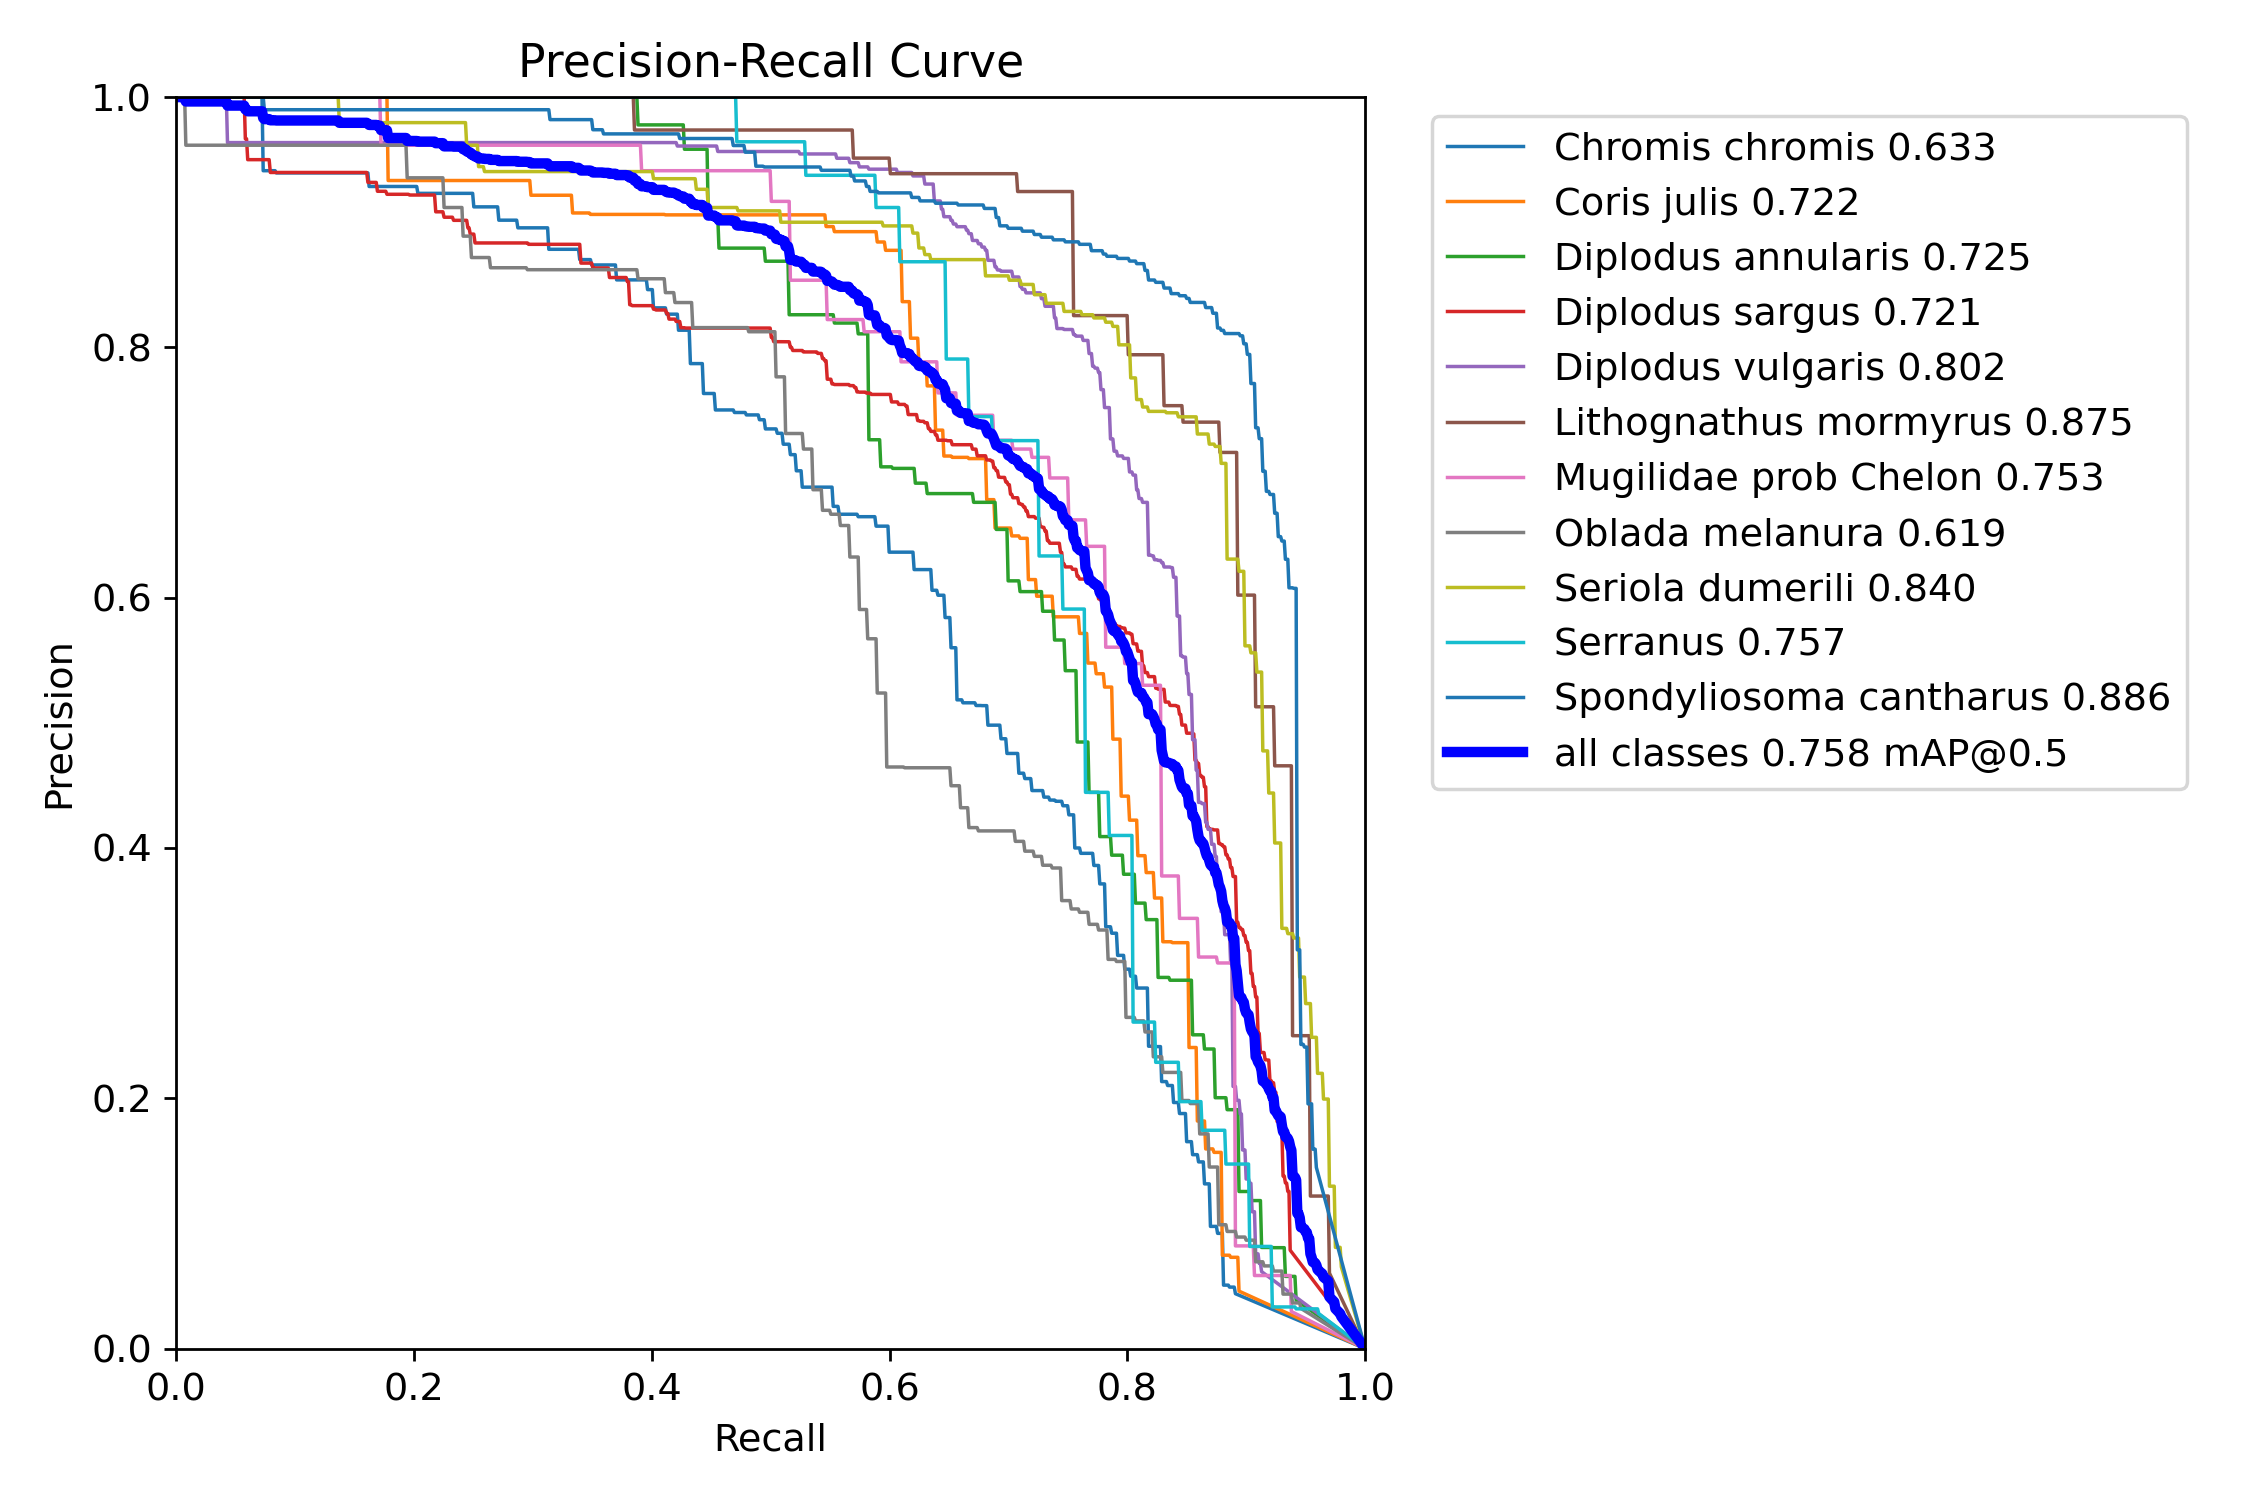 Precision-Recall Curve
1.0
0.8
0.6
0.4
0.2
0.0
Precision
0.0 0.2 0.4 0.6 0.8 1.0
Recall
Chromis chromis 0.633
Coris julis 0.722
Diplodus annularis 0.725
Diplodus sargus 0.721
Diplodus vulgaris 0.802
Lithognathus mormyrus 0.875
Mugilidae prob Chelon 0.753
Oblada melanura 0.619
Seriola dumerili 0.840
Serranus 0.757
Spondyliosoma cantharus 0.886
all classes 0.758 mAP@0.5